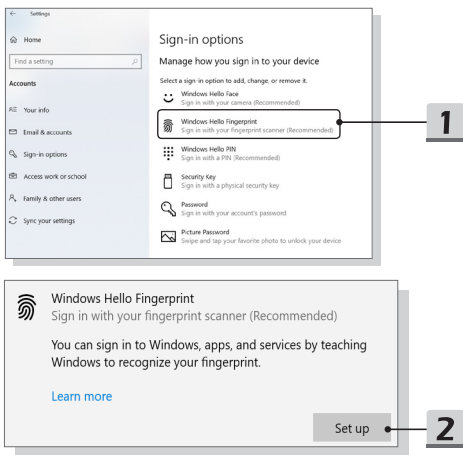 Settings
Home
Find a setting
Accounts
Your info
Email & accounts
Sign-in options
Access work or school
Family & other users
Sync your settings
Sign-in options
Manage how you sign in to your device
Select a sign-in option to add, change, or remove it.
Windows Hello Face
Sign in with your camera (Recommended)
Windows Hello Fingerprint
Sign in with your fingerprint scanner (Recommended)
Windows Hello PIN
Sign in with a PIN (Recommended)
Security Key
Sign in with a physical security key
Password
Sign in with your account's password
Picture Password
Swipe and tap your favorite photo to unlock your device
1
Windows Hello Fingerprint
Sign in with your fingerprint scanner (Recommended)
You can sign in to Windows, apps, and services by teaching
Windows to recognize your fingerprint.
Learn more
Set up
2